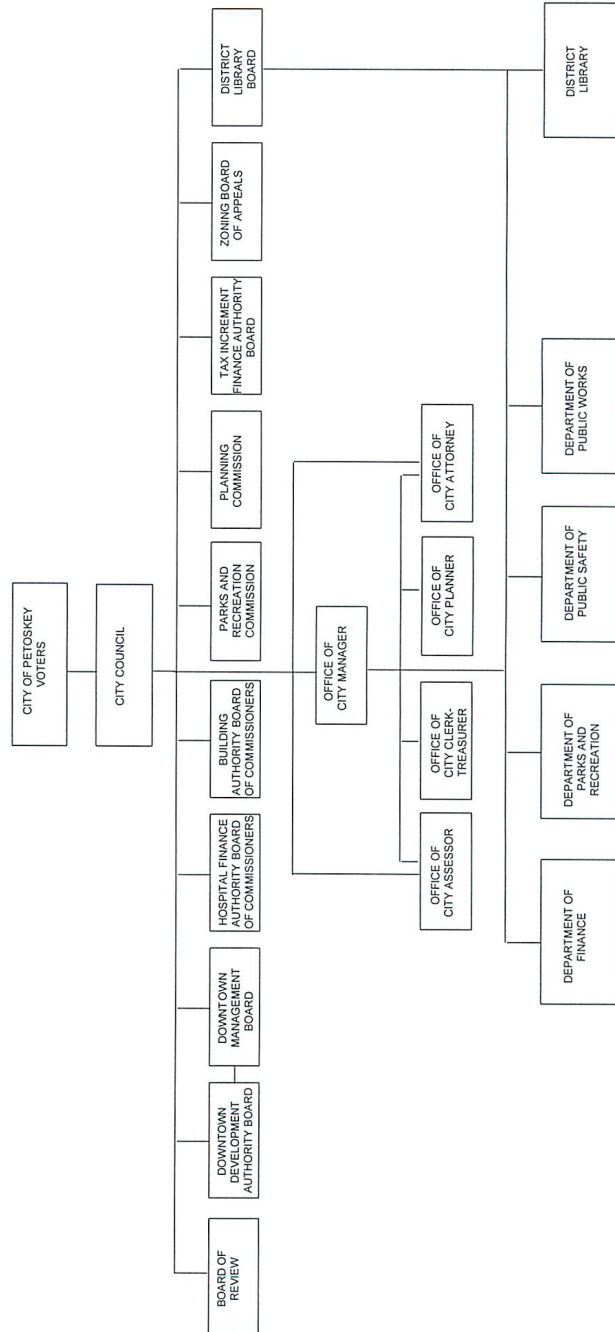 CITY OF PETOSKEY
VOTERS
CITY COUNCIL
BOARD OF
REVIEW
DOWNTOWN
DEVELOPMENT
AUTHORITY BOARD
DOWNTOWN
MANAGEMENT
BOARD
HOSPITAL FINANCE
AUTHORITY BOARD
OF COMMISSIONERS
BUILDING
AUTHORITY BOARD
OF COMMISSIONERS
PARKS AND
RECREATION
COMMISSION
PLANNING
COMMISSION
TAX INCREMENT
FINANCE AUTHORITY
BOARD
ZONING BOARD
OF APPEALS
DISTRICT
LIBRARY
BOARD
OFFICE OF
CITY MANAGER
OFFICE OF
CITY ASSESSOR
OFFICE OF
CITY CLERK-
TREASURER
OFFICE OF
CITY PLANNER
OFFICE OF
CITY ATTORNEY
DEPARTMENT OF
FINANCE
DEPARTMENT OF
PARKS AND
RECREATION
DEPARTMENT OF
PUBLIC SAFETY
DEPARTMENT OF
PUBLIC WORKS
DISTRICT
LIBRARY